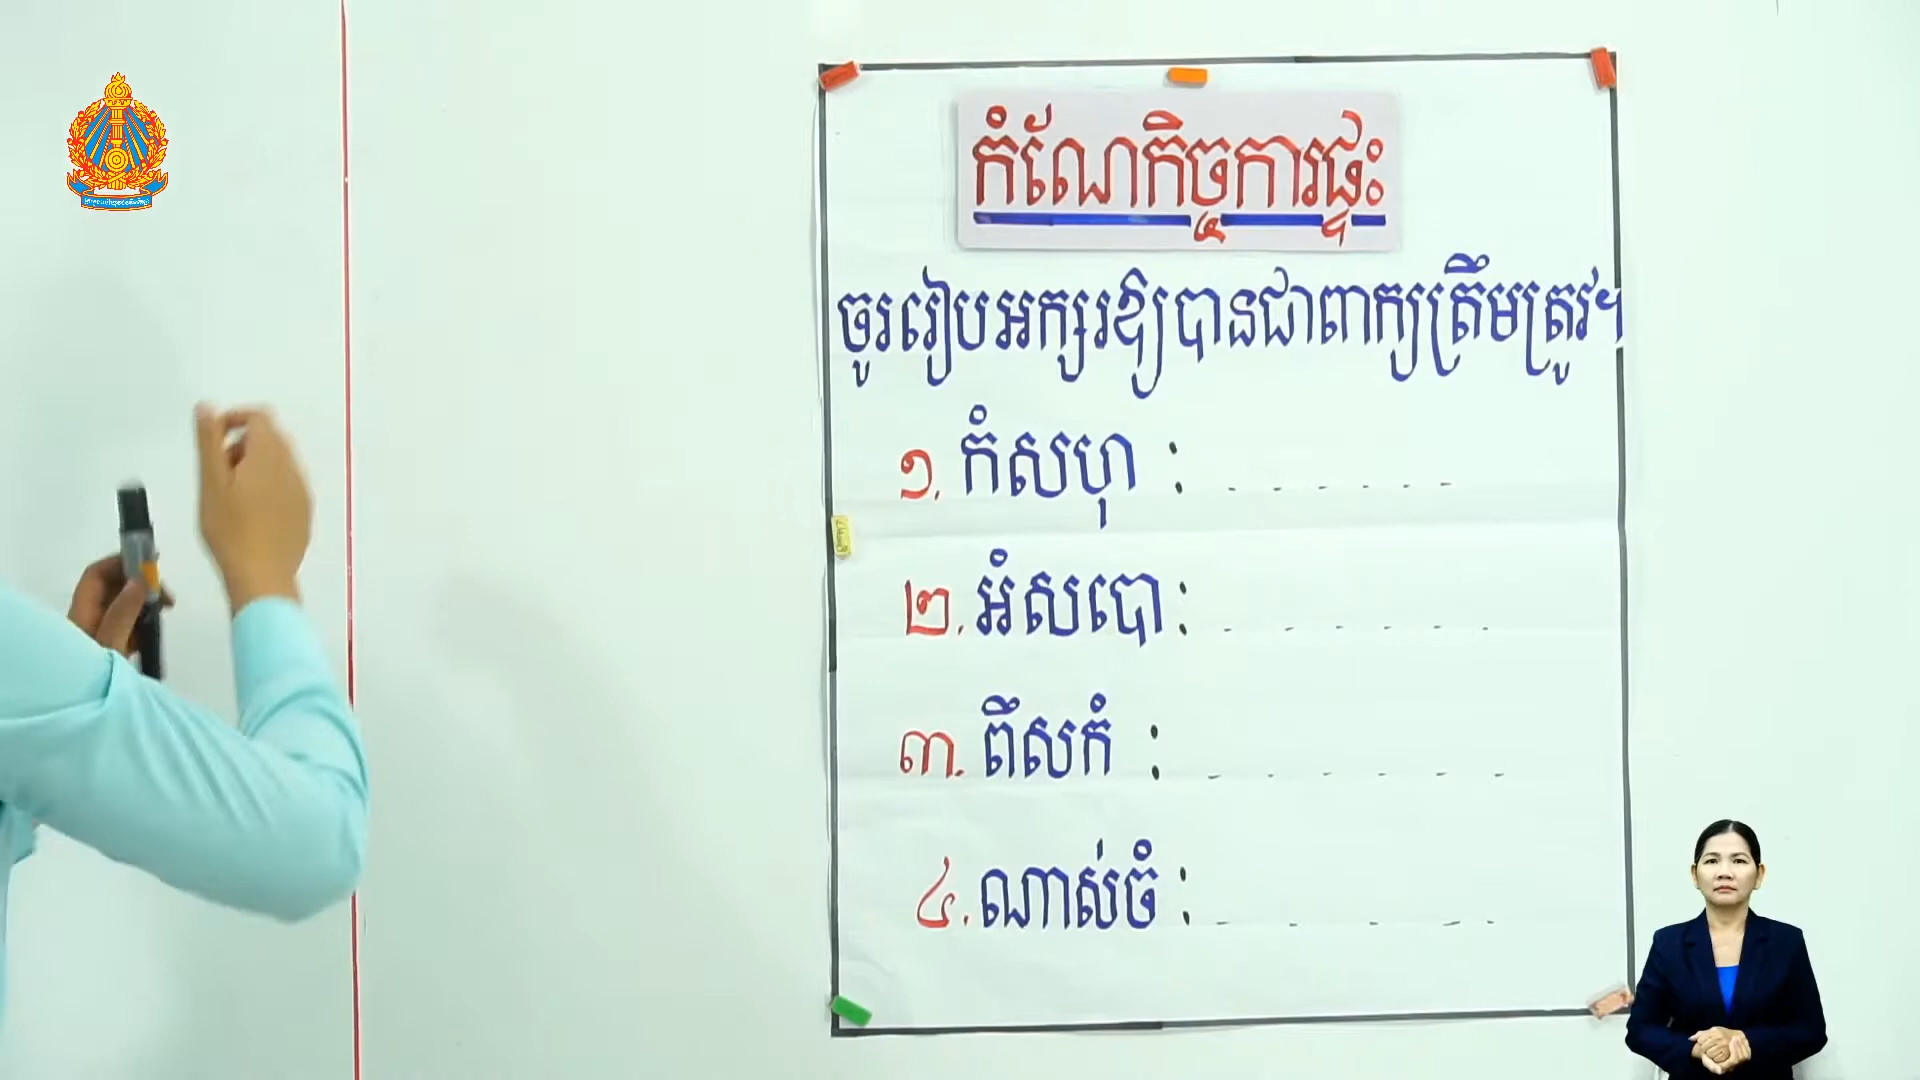 កំណែកិច្ចការផ្ទះ
ចូររៀបអក្សរឱ្យបានជាពាក្យត្រឹមត្រូវ។
១. កំសហុា : . . . . . .
២. អំសបោ : . . . . . .
៣. ពឹសកំ : . . . . . .
៤. ណាស់ចំ : . . . . .